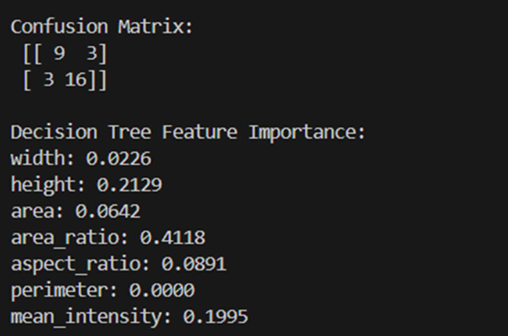 Confusion Matrix:
[[ 9  3]
[ 3 16]]
Decision Tree Feature Importance:
width: 0.0226
height: 0.2129
area: 0.0642
area_ratio: 0.4118
aspect_ratio: 0.0891
perimeter: 0.0000
mean_intensity: 0.1995